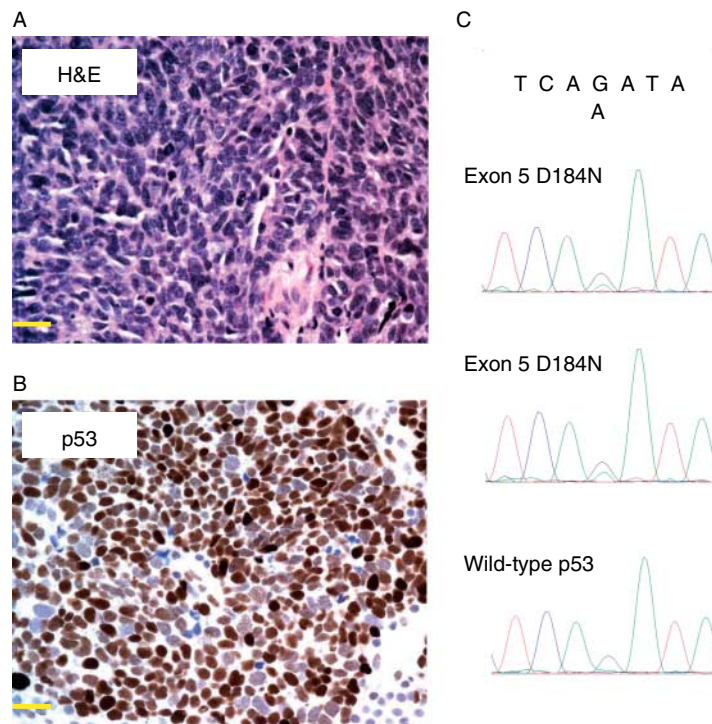 A
H&E
B
p53
C
T C A G A T A
A
Exon 5 D184N
Exon 5 D184N
Wild-type p53